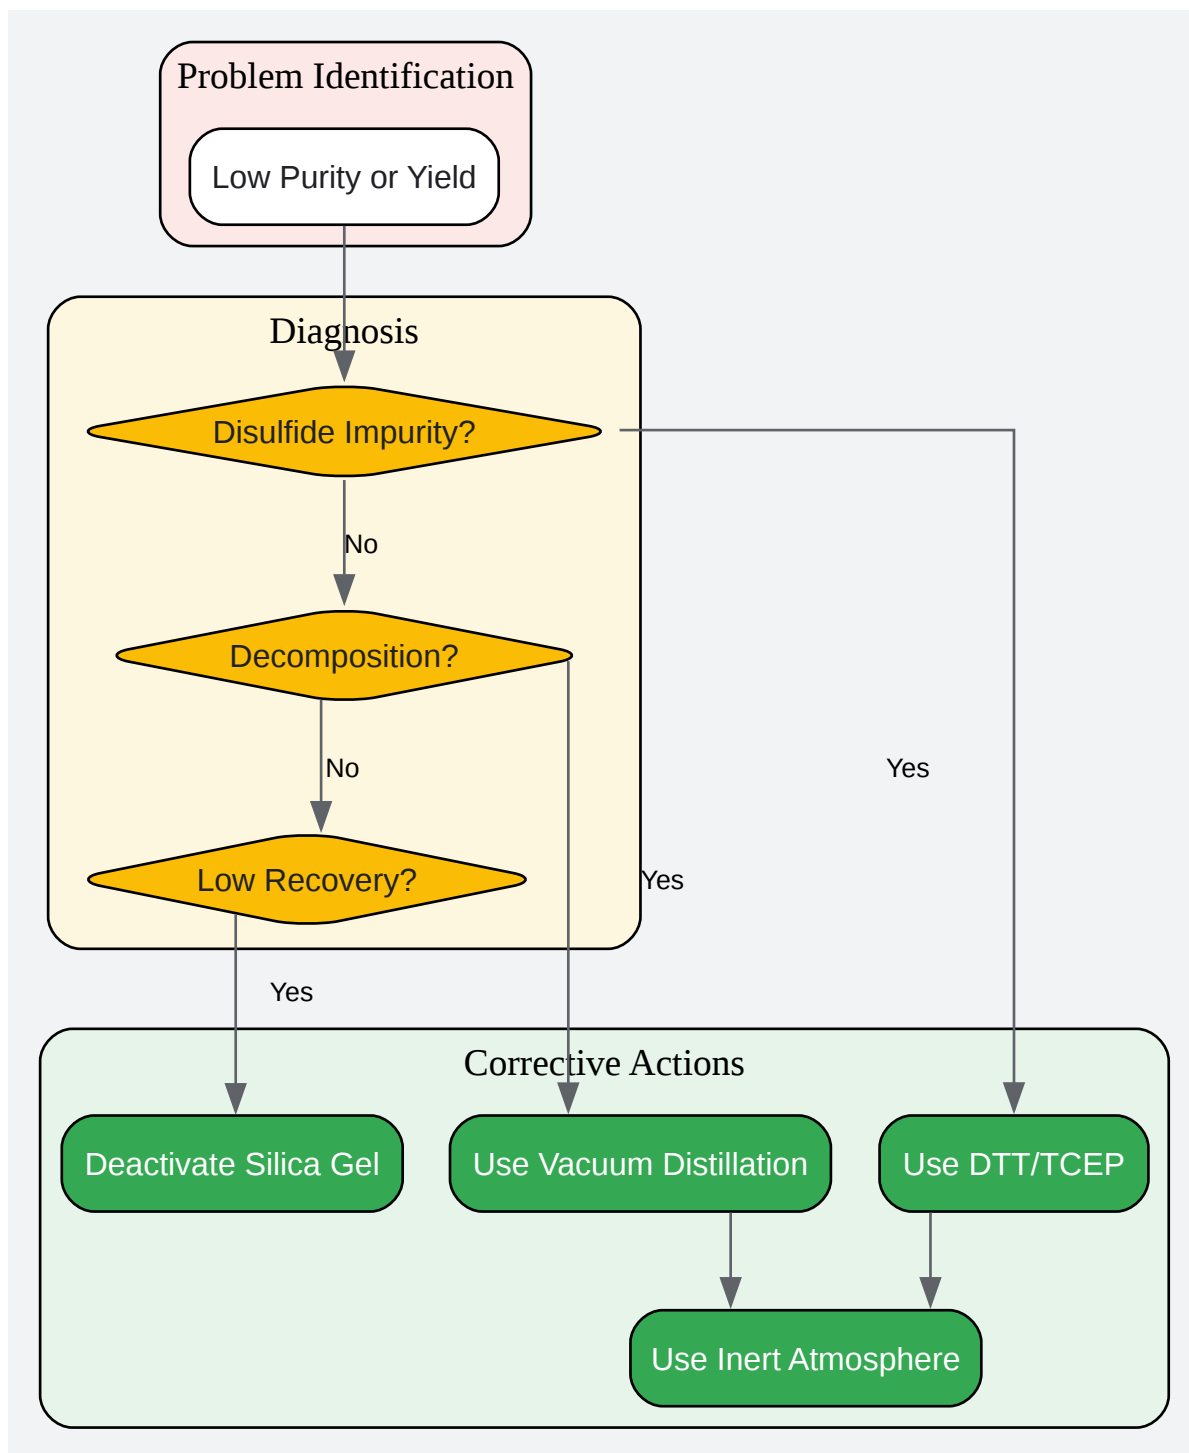 Problem Identification
Low Purity or Yield
Diagnosis
Disulfide Impurity?
No
Decomposition?
No
Yes
Low Recovery?
Yes
Yes
Corrective Actions
Deactivate Silica Gel
Use Vacuum Distillation
Use DTT/TCEP
Use Inert Atmosphere